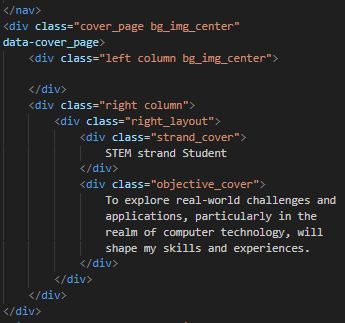 </nav>
<div class="cover_page bg_img_center"
data-cover_page>
<div class="left column bg_img_center">
</div>
<div class="right column">
<div class="right_layout">
<div class="strand_cover">
STEM strand Student
</div>
<div class="objective_cover">
To explore real-world challenges and
applications, particularly in the
realm of computer technology, will
shape my skills and experiences.
</div>
</div>
</div>
</div>